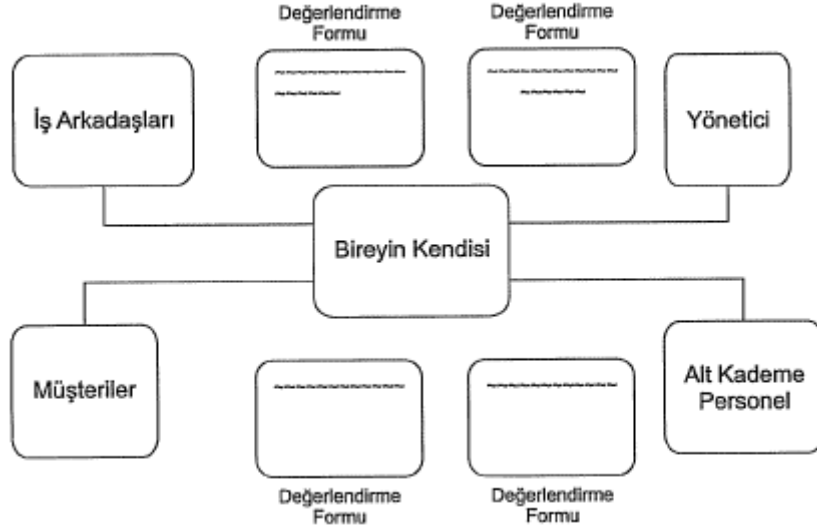 Değerlendirme
Formu
Değerlendirme
Formu
İş Arkadaşları
Yönetici
Bireyin Kendisi
Müşteriler
Alt Kademe
Personel
Değerlendirme
Formu
Değerlendirme
Formu